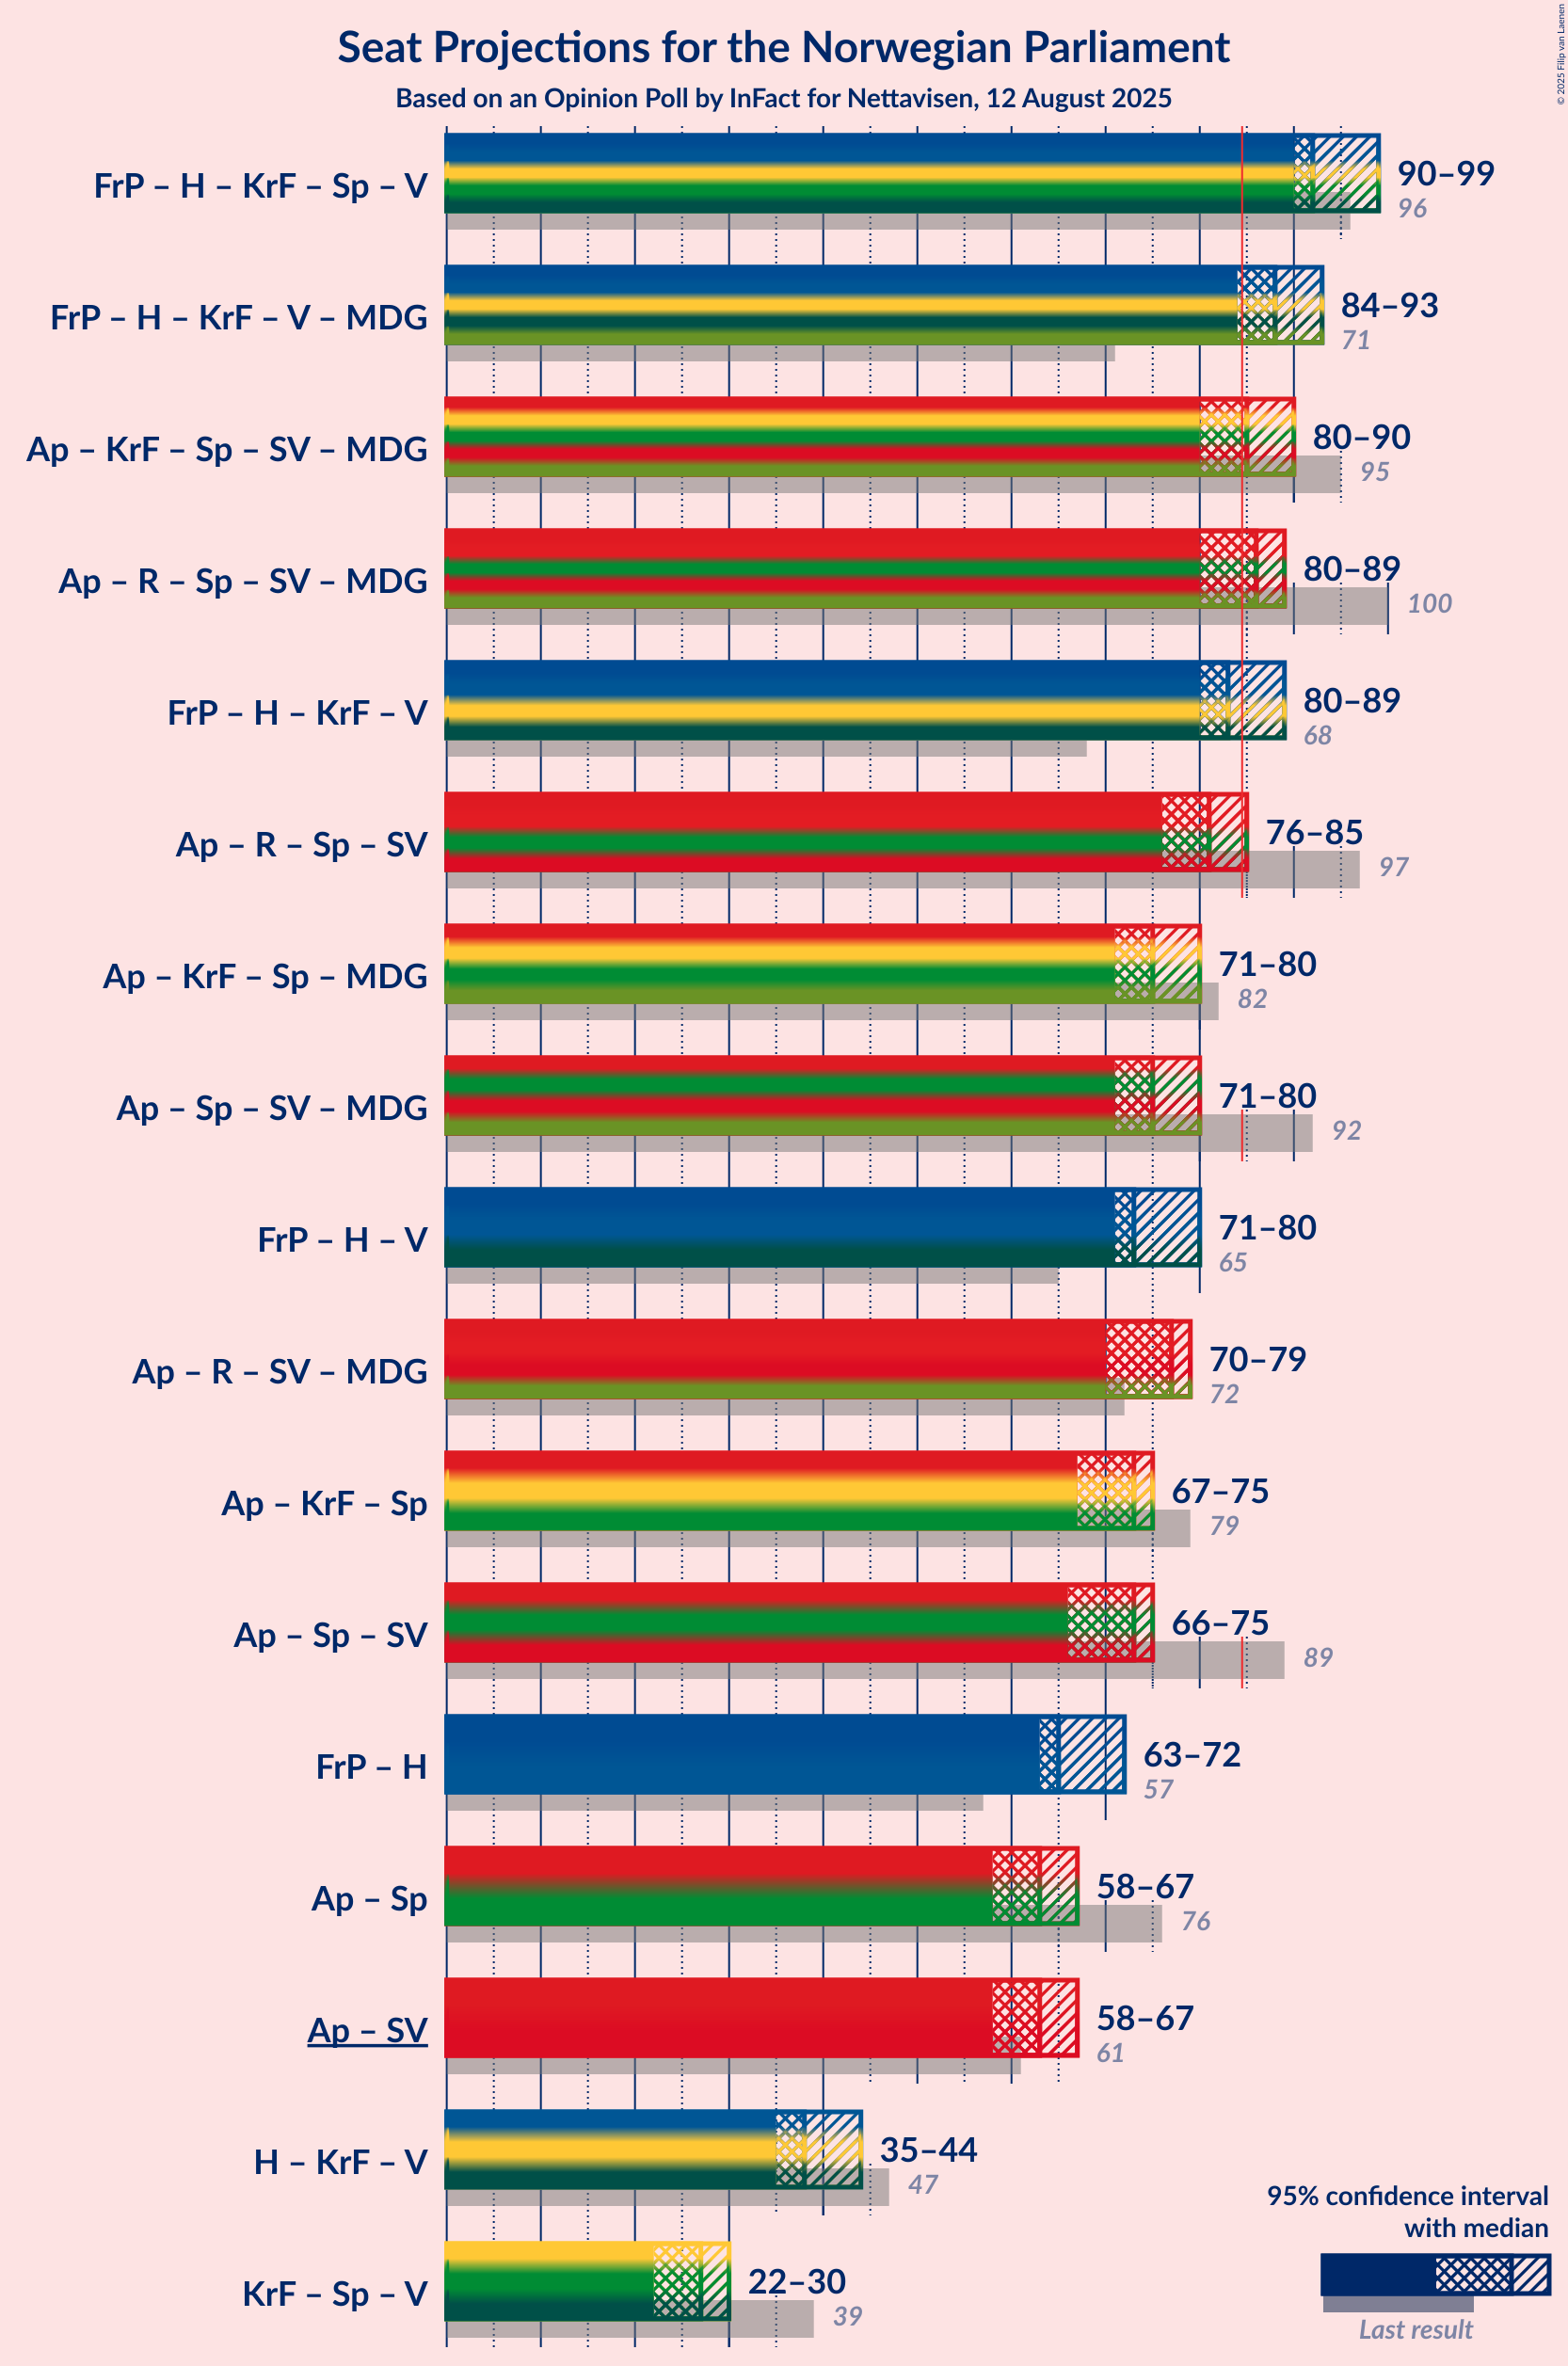 Seat Projections for the Norwegian Parliament
Based on an Opinion Poll by InFact for Nettavisen, 12 August 2025
© 2025 Filip van Laenen
FrP – H – KrF – Sp – V
90–99
96
FrP – H – KrF – V – MDG
84–93
71
Ap – KrF – Sp – SV – MDG
80–90
95
Ap – R – Sp – SV – MDG
80–89
100
FrP – H – KrF – V
80–89
68
Ap – R – Sp – SV
76–85
97
Ap – KrF – Sp – MDG
71–80
82
Ap – Sp – SV – MDG
71–80
92
FrP – H – V
71–80
65
Ap – R – SV – MDG
70–79
72
Ap – KrF – Sp
67–75
79
Ap – Sp – SV
66–75
89
FrP – H
63–72
57
Ap – Sp
58–67
76
Ap – SV
58–67
61
H – KrF – V
35–44
47
KrF – Sp – V
22–30
39
95% confidence interval
with median
Last result